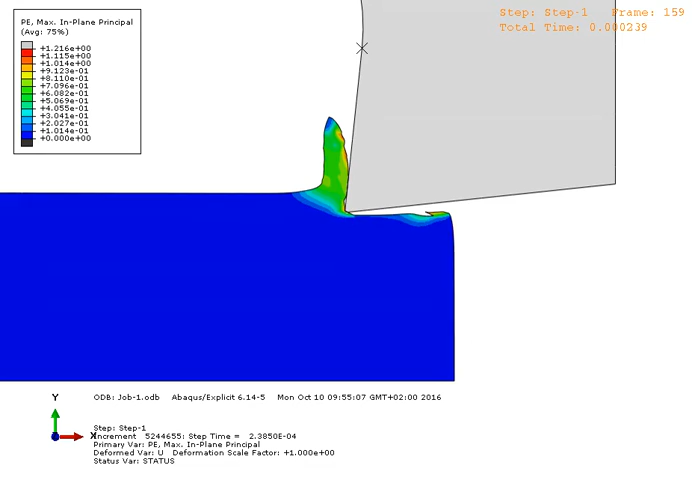 PE, Max. In-Plane Principal
(Avg: 75%)
+1.216e+00
+1.115e+00
+1.014e+00
+9.123e-01
+8.110e-01
+7.096e-01
+6.082e-01
+5.069e-01
+4.055e-01
+3.041e-01
+2.027e-01
+1.014e-01
+0.000e+00
Step: Step-1 Frame: 159
Total Time: 0.000239
Y
X
ODB: Job-1.odb Abaqus/Explicit 6.14-5 Mon Oct 10 09:55:07 GMT+02:00 2016
Step: Step-1
Increment 5244655: Step Time = 2.3850E-04
Primary Var: PE, Max. In-Plane Principal
Deformed Var: U Deformation Scale Factor: +1.000e+00
Status Var: STATUS